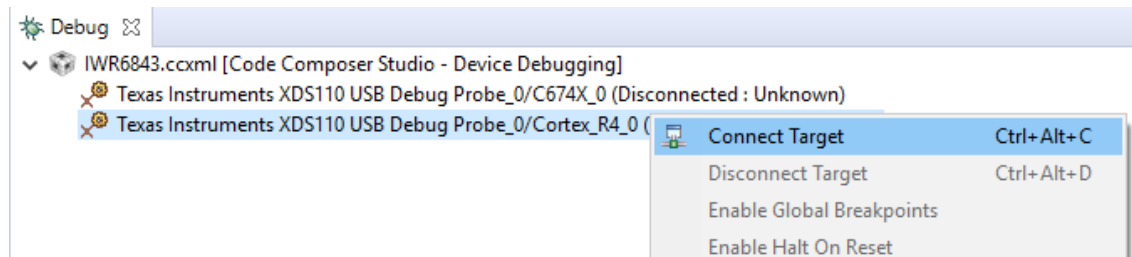 Debug
IWR6843.ccxml [Code Composer Studio - Device Debugging]
Texas Instruments XDS110 USB Debug Probe_0/C674X_0 (Disconnected : Unknown)
Texas Instruments XDS110 USB Debug Probe_0/Cortex_R4_0 (
Connect Target Ctrl+Alt+C
Disconnect Target Ctrl+Alt+D
Enable Global Breakpoints
Enable Halt On Reset